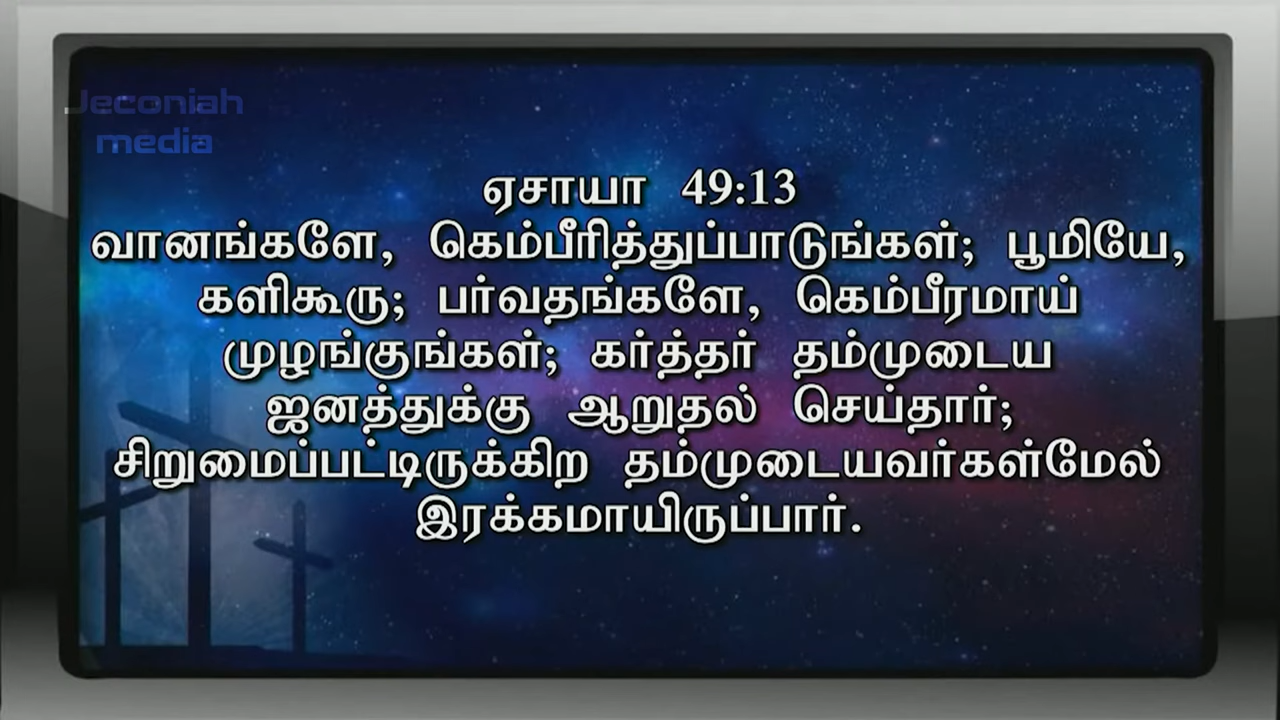 Jeconiah
media
ஏசாயா 49:13
வானங்களே, கெம்பீரித்துப்பாடுங்கள்; பூமியே,
களிகூரு; பர்வதங்களே, கெம்பீரமாய்
முழங்குங்கள்; கர்த்தர் தம்முடைய
ஜனத்துக்கு ஆறுதல் செய்தார்;
சிறுமைப்பட்டிருக்கிற தம்முடையவர்கள்மேல்
இரக்கமாயிருப்பார்.